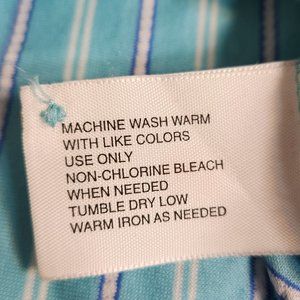 MACHINE WASH WARM
WITH LIKE COLORS
USE ONLY
NON-CHLORINE BLEACH
WHEN NEEDED
TUMBLE DRY LOW
WARM IRON AS NEEDED